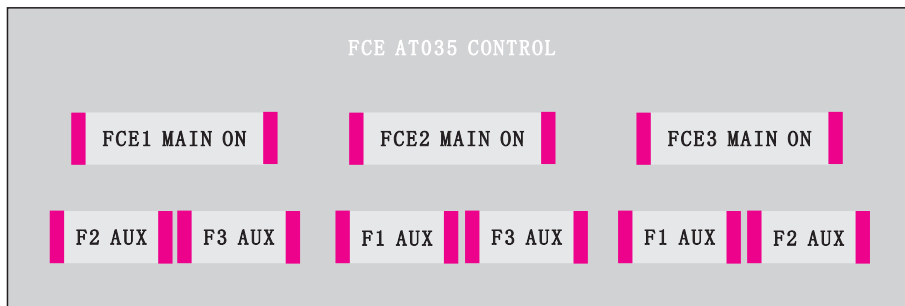 FCE AT035 CONTROL
FCE1 MAIN ON FCE2 MAIN ON FCE3 MAIN ON
F2 AUX F3 AUX F1 AUX F3 AUX F1 AUX F2 AUX